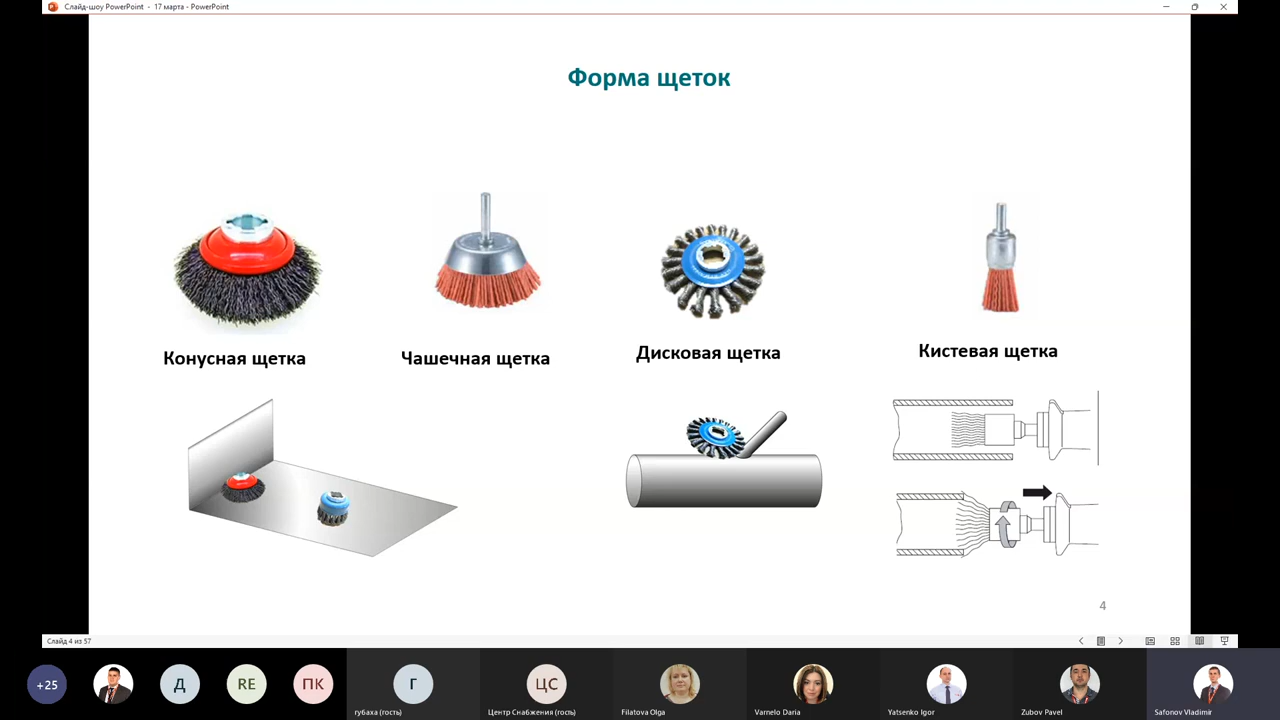 Слайд-шоу PowerPoint - 17 марта - PowerPoint
Форма щеток
Конусная щетка
Чашечная щетка
Дисковая щетка
Кистевая щетка
4
Слайд 4 из 57
+25
Д
RE
ПК
Г
губаха (гость)
ЦС
Центр Снабжения (гость)
Filatova Olga
Varnelo Daria
Yatsenko Igor
Zubov Pavel
Safonov Vladimir